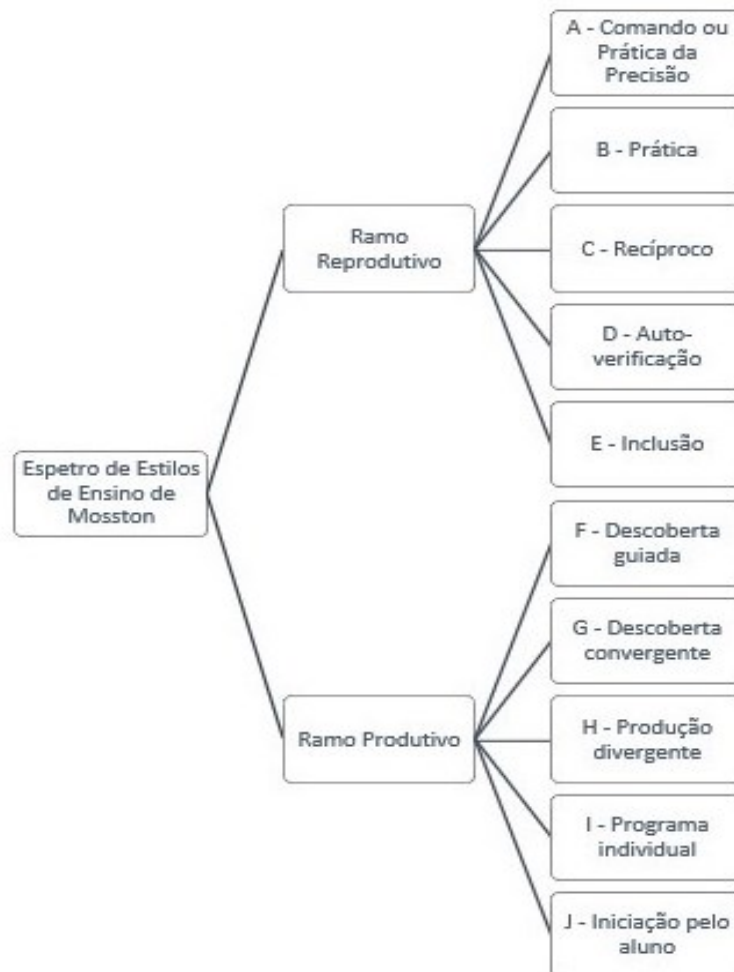 Espetro de Estilos
de Ensino de
Mosston
Ramo
Reprodutivo
A - Comando ou
Prática da
Precisão
B - Prática
C - Recíproco
D - Auto-
verificação
E - Inclusão
Ramo Produtivo
F - Descoberta
guiada
G - Descoberta
convergente
H - Produção
divergente
I - Programa
individual
J - Iniciação pelo
aluno